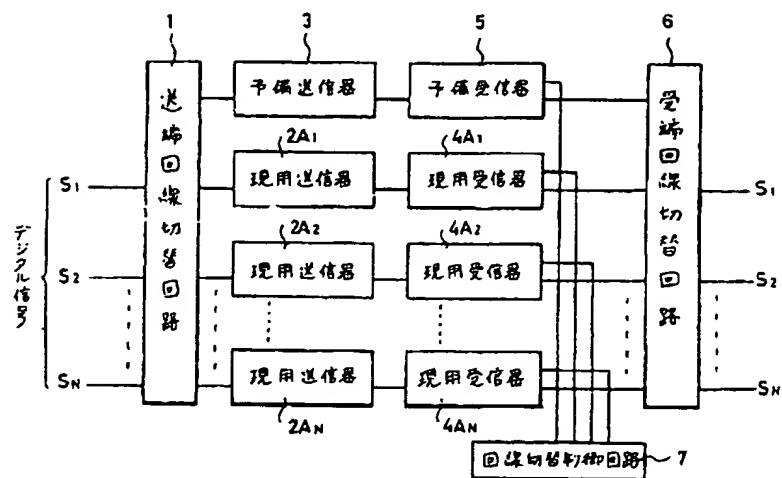 1
3
5
6
送端回線切替回路
予備送信器
予備受信器
受端回線切替回路
2A1
4A1
S1
現用送信器
現用受信器
S1
2A2
4A2
デジタル信号
S2
現用送信器
現用受信器
S2
SN
現用送信器
現用受信器
SN
2AN
4AN
回線切替制御回路
7